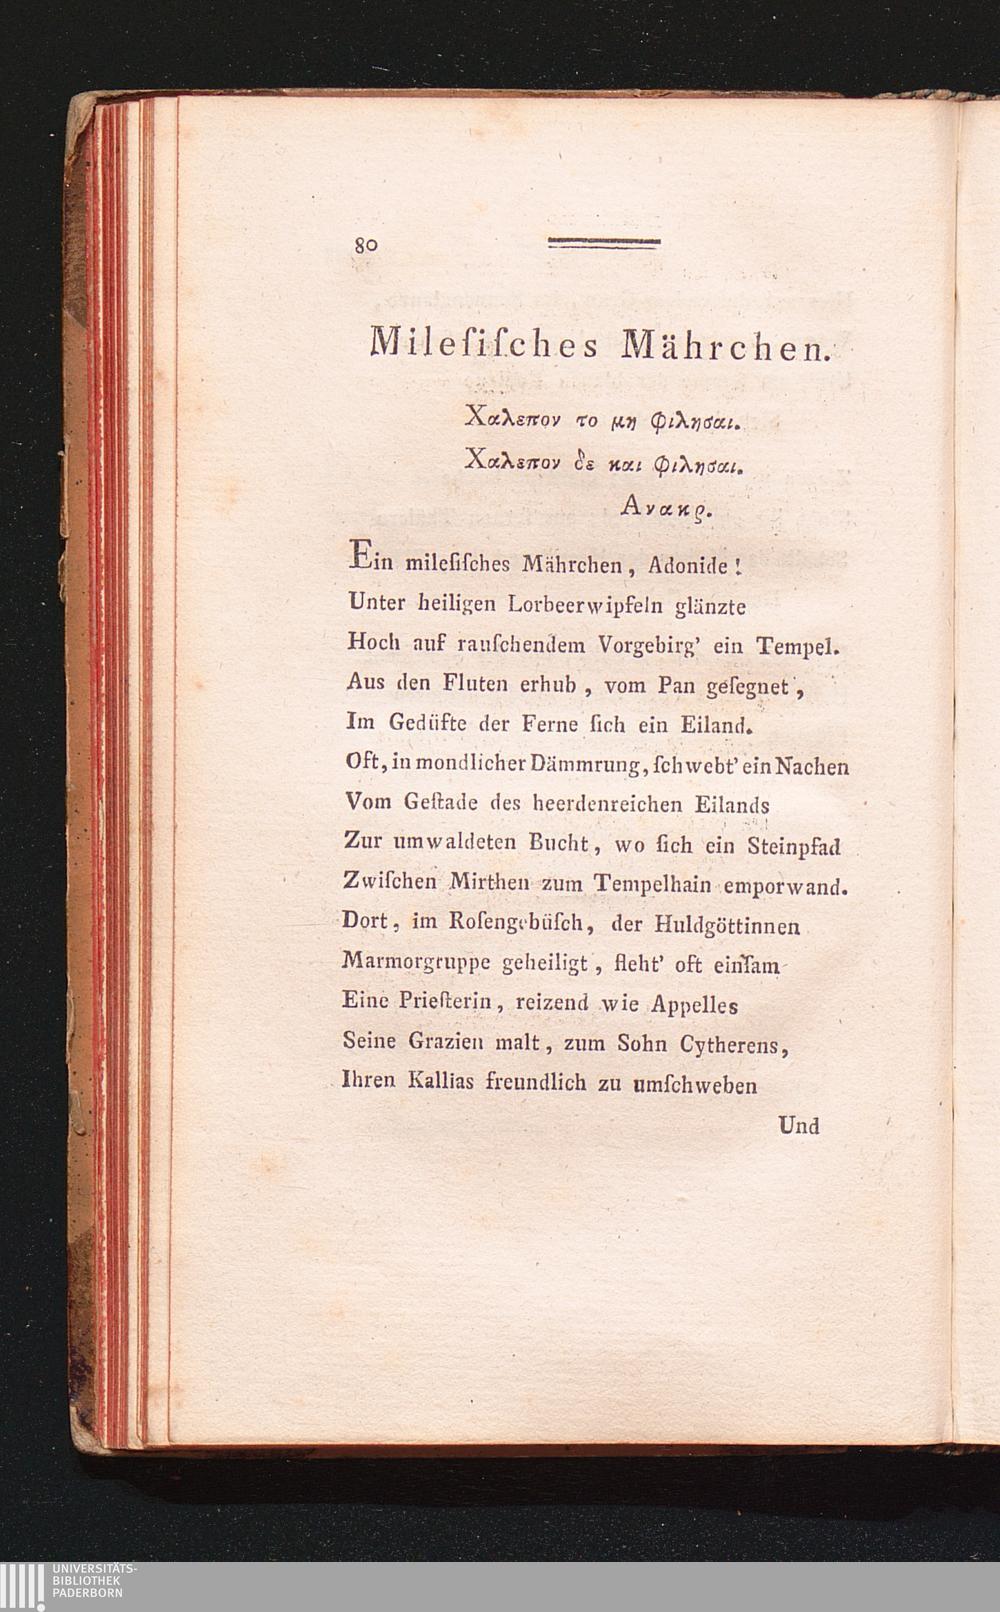 80
Mileſiſches Mährchen.
Χαλεπον το μη φιλησαι.
Χαλεπον δε και φιλησαι.
Ανακρ.
Ein mileſiſches Mährchen, Adonide!
Unter heiligen Lorbeerwipfeln glänzte
Hoch auf rauſchendem Vorgebirg' ein Tempel.
Aus den Fluten erhub, vom Pan geſegnet,
Im Gedüfte der Ferne ſich ein Eiland.
Oft, in mondlicher Dämmrung, ſchwebt' ein Nachen
Vom Geſtade des heerdenreichen Eilands
Zur umwaldeten Bucht, wo ſich ein Steinpfad
Zwiſchen Mirthen zum Tempelhain emporwand.
Dort, im Roſengebüſch, der Huldgöttinnen
Marmorgruppe geheiligt, fleht' oft einſam
Eine Prieſterin, reizend wie Appelles
Seine Grazien malt, zum Sohn Cytherens,
Ihren Kallias freundlich zu umſchweben
Und
UNIVERSITÄTS-
BIBLIOTHEK
PADERBORN